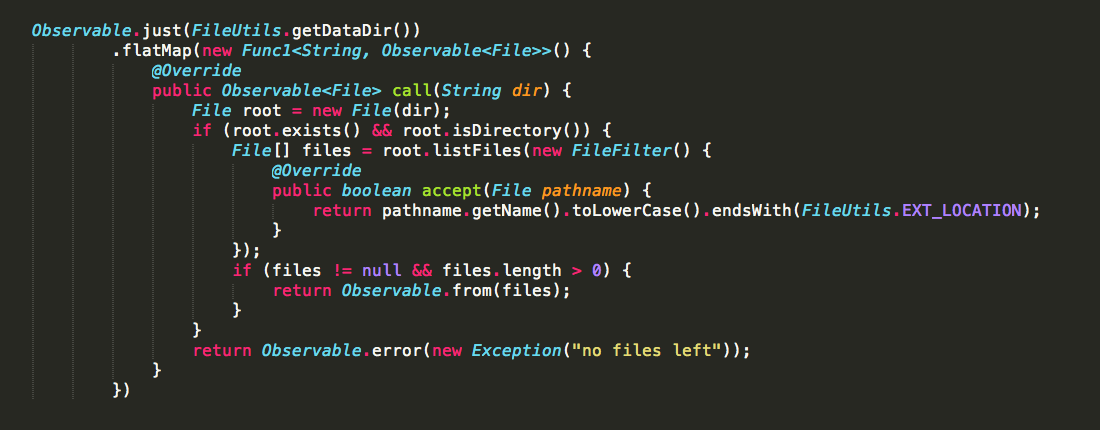 Observable.just(FileUtils.getDataDir())
        .flatMap(new Func1<String, Observable<File>>() {
            @Override
            public Observable<File> call(String dir) {
                File root = new File(dir);
                if (root.exists() && root.isDirectory()) {
                    File[] files = root.listFiles(new FileFilter() {
                        @Override
                        public boolean accept(File pathname) {
                            return pathname.getName().toLowerCase().endsWith(FileUtils.EXT_LOCATION);
                        }
                    });
                    if (files != null && files.length > 0) {
                        return Observable.from(files);
                    }
                }
                return Observable.error(new Exception("no files left"));
            }
        })